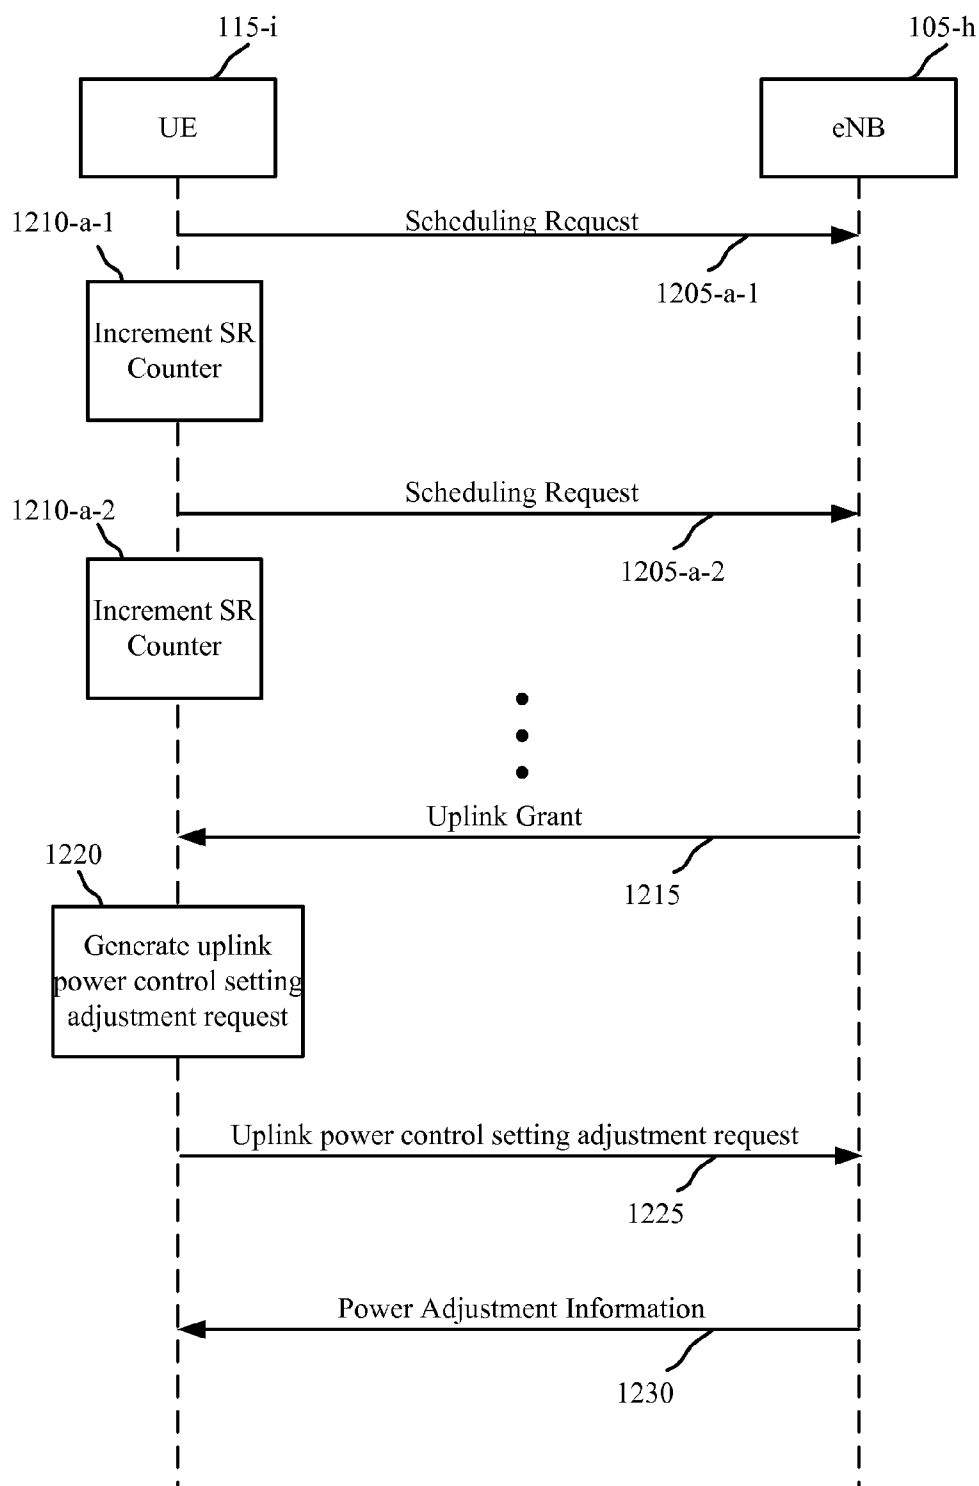 115-i
105-h
UE
eNB
1210-a-1
Scheduling Request
1205-a-1
Increment SR
Counter
Scheduling Request
1210-a-2
1205-a-2
Increment SR
Counter
Uplink Grant
1220
1215
Generate uplink
power control setting
adjustment request
Uplink power control setting adjustment request
1225
Power Adjustment Information
1230